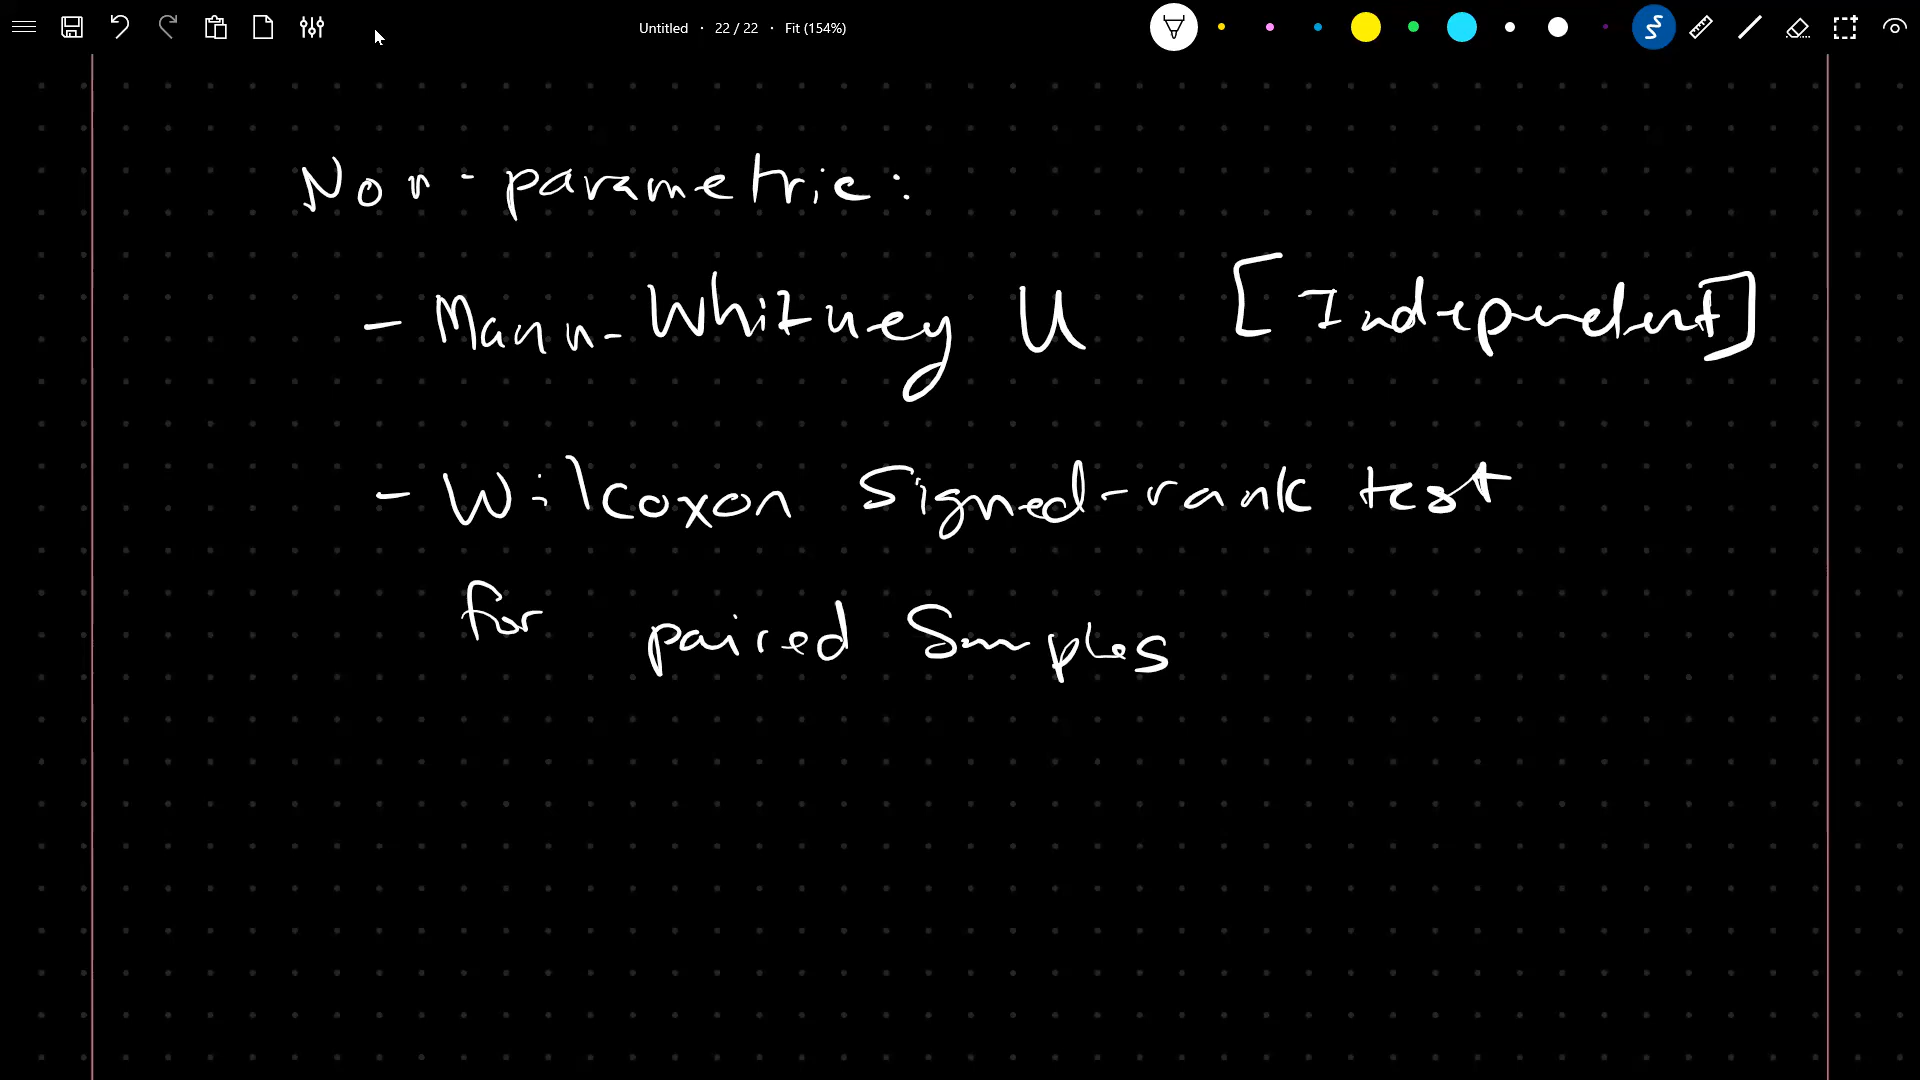 Untitled · 22 / 22 · Fit (154%)
Non-parametric:
- Mann-Whitney U [Independent]
- Wilcoxon Signed-rank test
for paired Samples